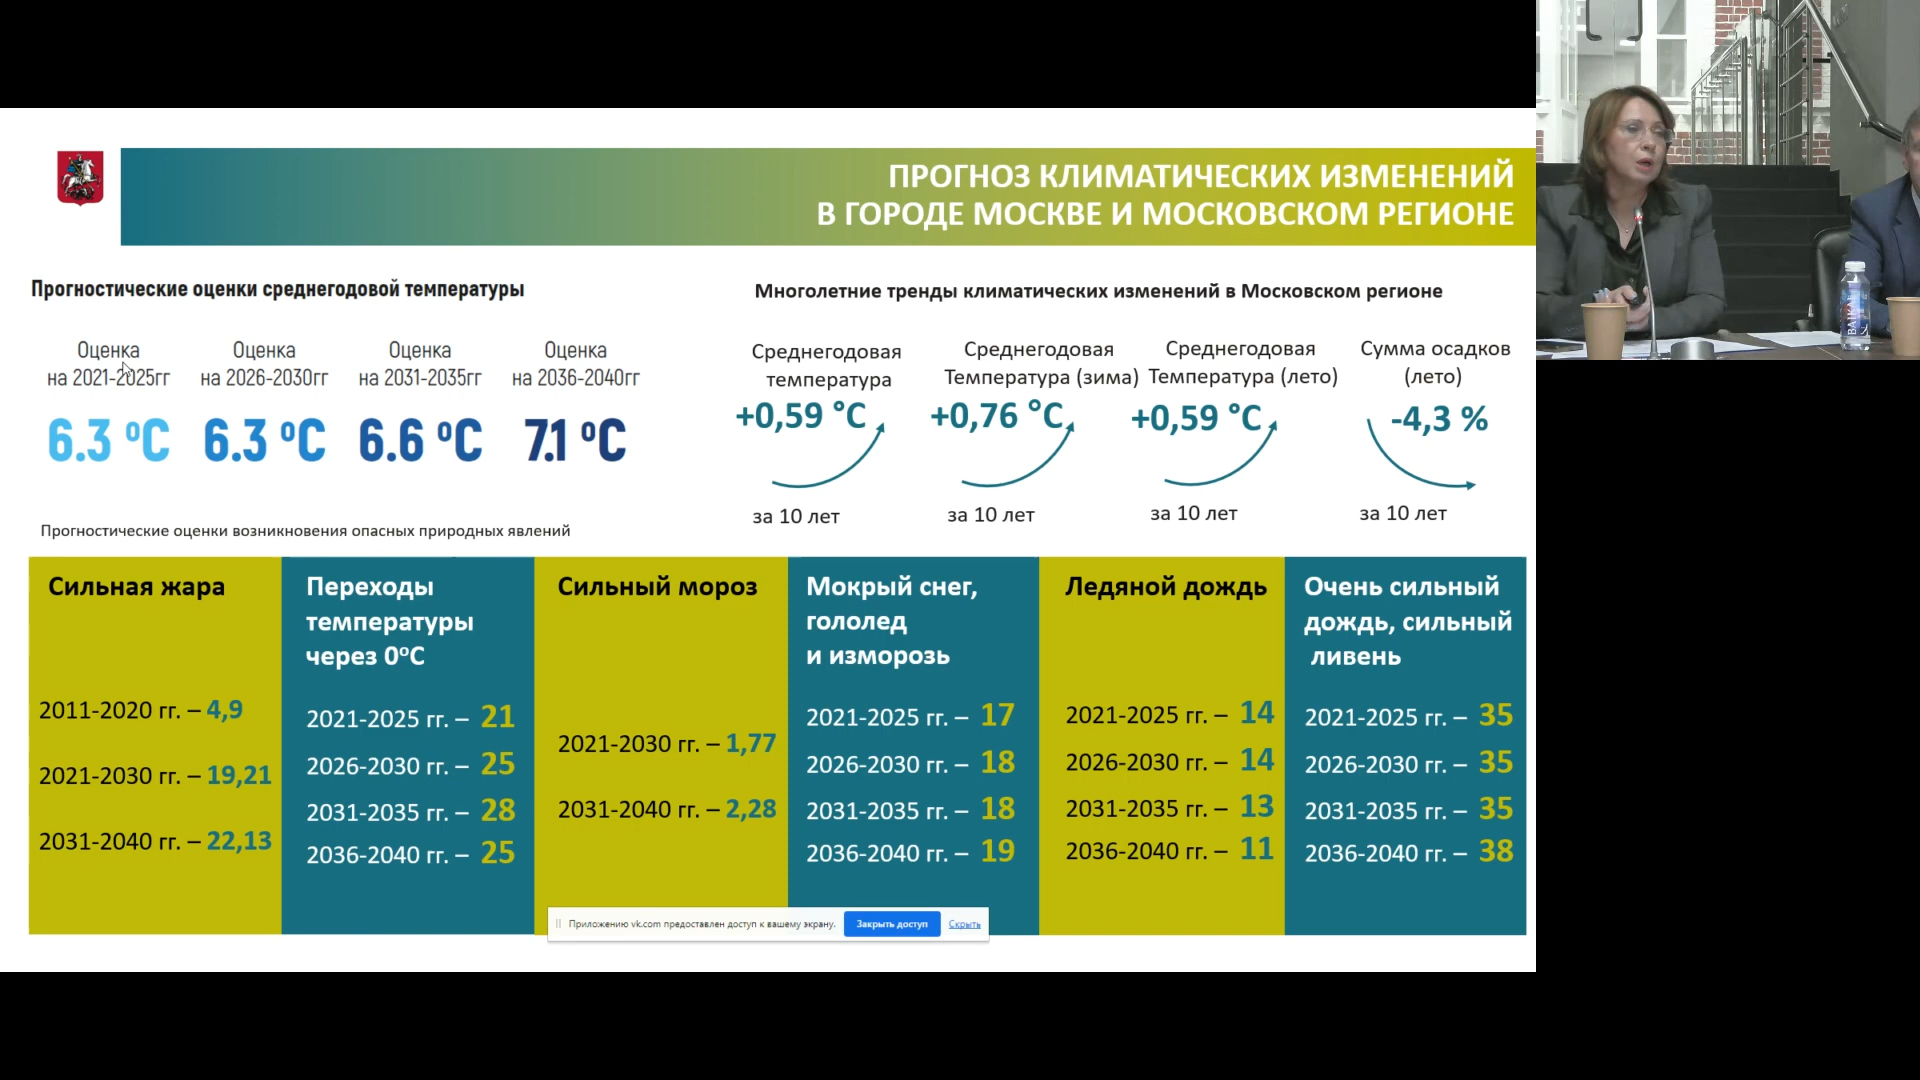 ПРОГНОЗ КЛИМАТИЧЕСКИХ ИЗМЕНЕНИЙ
В ГОРОДЕ МОСКВЕ И МОСКОВСКОМ РЕГИОНЕ
Прогностические оценки среднегодовой температуры
Оценка
на 2021-2025гг
6.3 ºC
Оценка
на 2026-2030гг
6.3 ºC
Оценка
на 2031-2035гг
6.6 ºC
Оценка
на 2036-2040гг
7.1 ºC
Многолетние тренды климатических изменений в Московском регионе
Среднегодовая
температура
+0,59 °C
за 10 лет
Среднегодовая
Температура (зима)
+0,76 °C
за 10 лет
Среднегодовая
Температура (лето)
+0,59 °C
за 10 лет
Сумма осадков
(лето)
-4,3 %
за 10 лет
Прогностические оценки возникновения опасных природных явлений
Сильная жара
2011-2020 гг. – 4,9
2021-2030 гг. – 19,21
2031-2040 гг. – 22,13
Переходы
температуры
через 0ºС
2021-2025 гг. – 21
2026-2030 гг. – 25
2031-2035 гг. – 28
2036-2040 гг. – 25
Сильный мороз
2021-2030 гг. – 1,77
2031-2040 гг. – 2,28
Мокрый снег,
гололед
и изморозь
2021-2025 гг. – 17
2026-2030 гг. – 18
2031-2035 гг. – 18
2036-2040 гг. – 19
Ледяной дождь
2021-2025 гг. – 14
2026-2030 гг. – 14
2031-2035 гг. – 13
2036-2040 гг. – 11
Очень сильный
дождь, сильный
ливень
2021-2025 гг. – 35
2026-2030 гг. – 35
2031-2035 гг. – 35
2036-2040 гг. – 38
Приложению vk.com предоставлен доступ к вашему экрану. Закрыть доступ Скрыть
BAIKAL